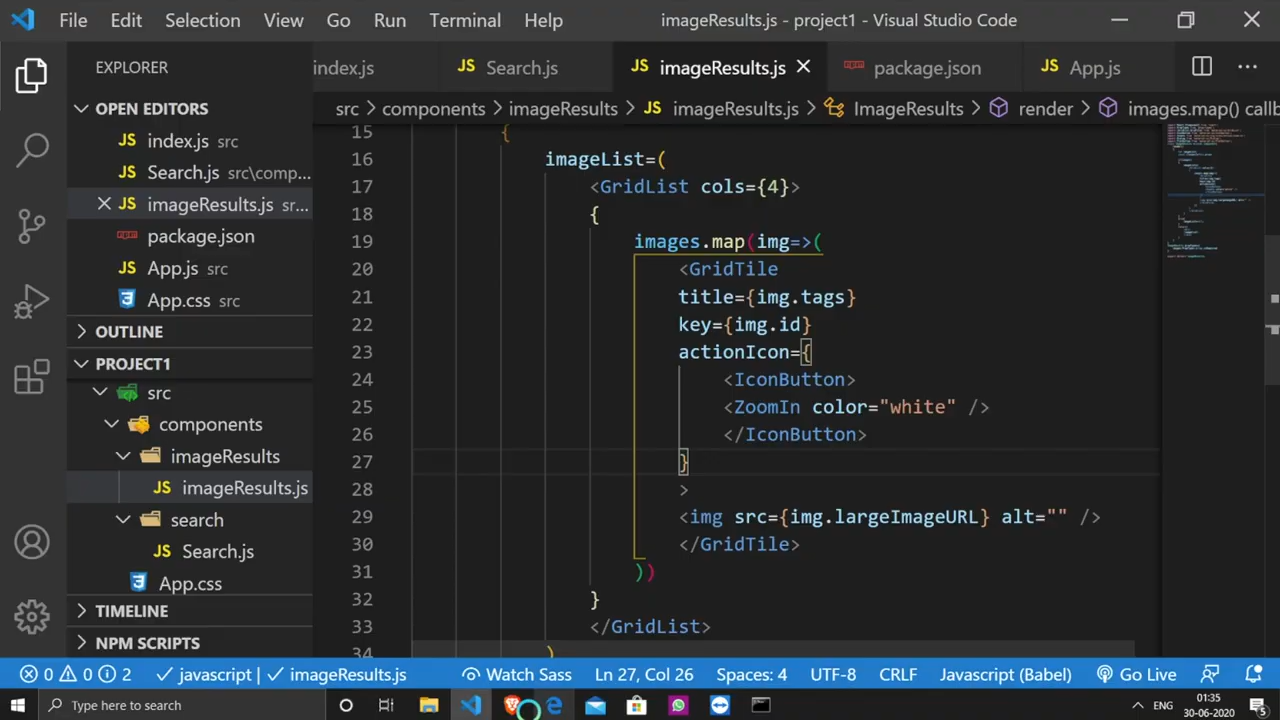 File Edit Selection View Go Run Terminal Help imageResults.js - project1 - Visual Studio Code
EXPLORER
index.js JS Search.js JS imageResults.js package.json JS App.js
OPEN EDITORS
src > components > imageResults > JS imageResults.js > ImageResults > render > images.map() callb
JS index.js src
JS Search.js src\comp...
JS imageResults.js sr...
package.json
JS App.js src
App.css src
OUTLINE
PROJECT1
src
components
imageResults
JS imageResults.js
search
JS Search.js
App.css
TIMELINE
NPM SCRIPTS
15 {
16 imageList=(
17 <GridList cols={4}>
18 {
19 images.map(img=>(
20 <GridTile
21 title={img.tags}
22 key={img.id}
23 actionIcon={
24 <IconButton>
25 <ZoomIn color="white" />
26 </IconButton>
27 }
28 >
29 <img src={img.largeImageURL} alt="" />
30 </GridTile>
31 ))
32 }
33 </GridList>
34 )
0 0 2 javascript | imageResults.js Watch Sass Ln 27, Col 26 Spaces: 4 UTF-8 CRLF Javascript (Babel) Go Live
Type here to search ENG 01:35
30-06-2020 5